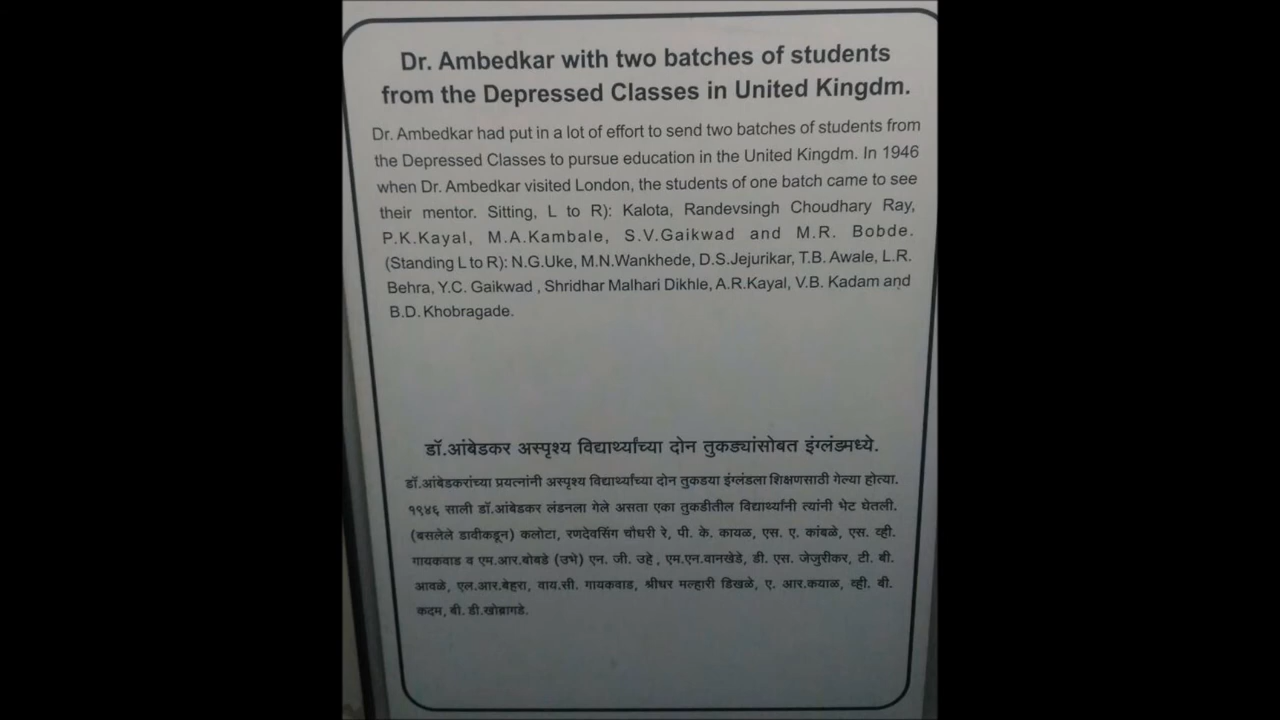 Dr. Ambedkar with two batches of students
from the Depressed Classes in United Kingdm.
Dr. Ambedkar had put in a lot of effort to send two batches of students from
the Depressed Classes to pursue education in the United Kingdm. In 1946
when Dr. Ambedkar visited London, the students of one batch came to see
their mentor. Sitting, L to R): Kalota, Randevsingh Choudhary Ray,
P.K.Kayal, M.A.Kambale, S.V.Gaikwad and M.R. Bobde.
(Standing L to R): N.G.Uke, M.N.Wankhede, D.S.Jejurikar, T.B. Awale, L.R.
Behra, Y.C. Gaikwad , Shridhar Malhari Dikhle, A.R.Kayal, V.B. Kadam and
B.D. Khobragade.
डॉ.आंबेडकर अस्पृश्य विद्यार्थ्यांच्या दोन तुकड्यांसोबत इंग्लंडमध्ये.
डॉ.आंबेडकरांच्या प्रयत्नांनी अस्पृश्य विद्यार्थ्यांच्या दोन तुकडया इंग्लंडला शिक्षणसाठी गेल्या होत्या.
१९४६ साली डॉ.आंबेडकर लंडनला गेले असता एका तुकडीतील विद्यार्थांनी त्यांनी भेट घेतली.
(बसलेले डावीकडून) कलोटा, रणदेवसिंग चौधरी रे, पी. के. कायळ, एस. ए. कांबळे, एस. व्ही.
गायकवाड व एम.आर.बोबडे (उभे) एन. जी. उहे , एम.एन.वानखेडे, डी. एस. जेजुरीकर, टी. बी.
आवळे, एल.आर.बेहरा, वाय.सी. गायकवाड, श्रीधर मल्हारी डिखळे, ए. आर.कयाळ, व्ही. बी.
कदम, बी. डी.खोब्रागडे.